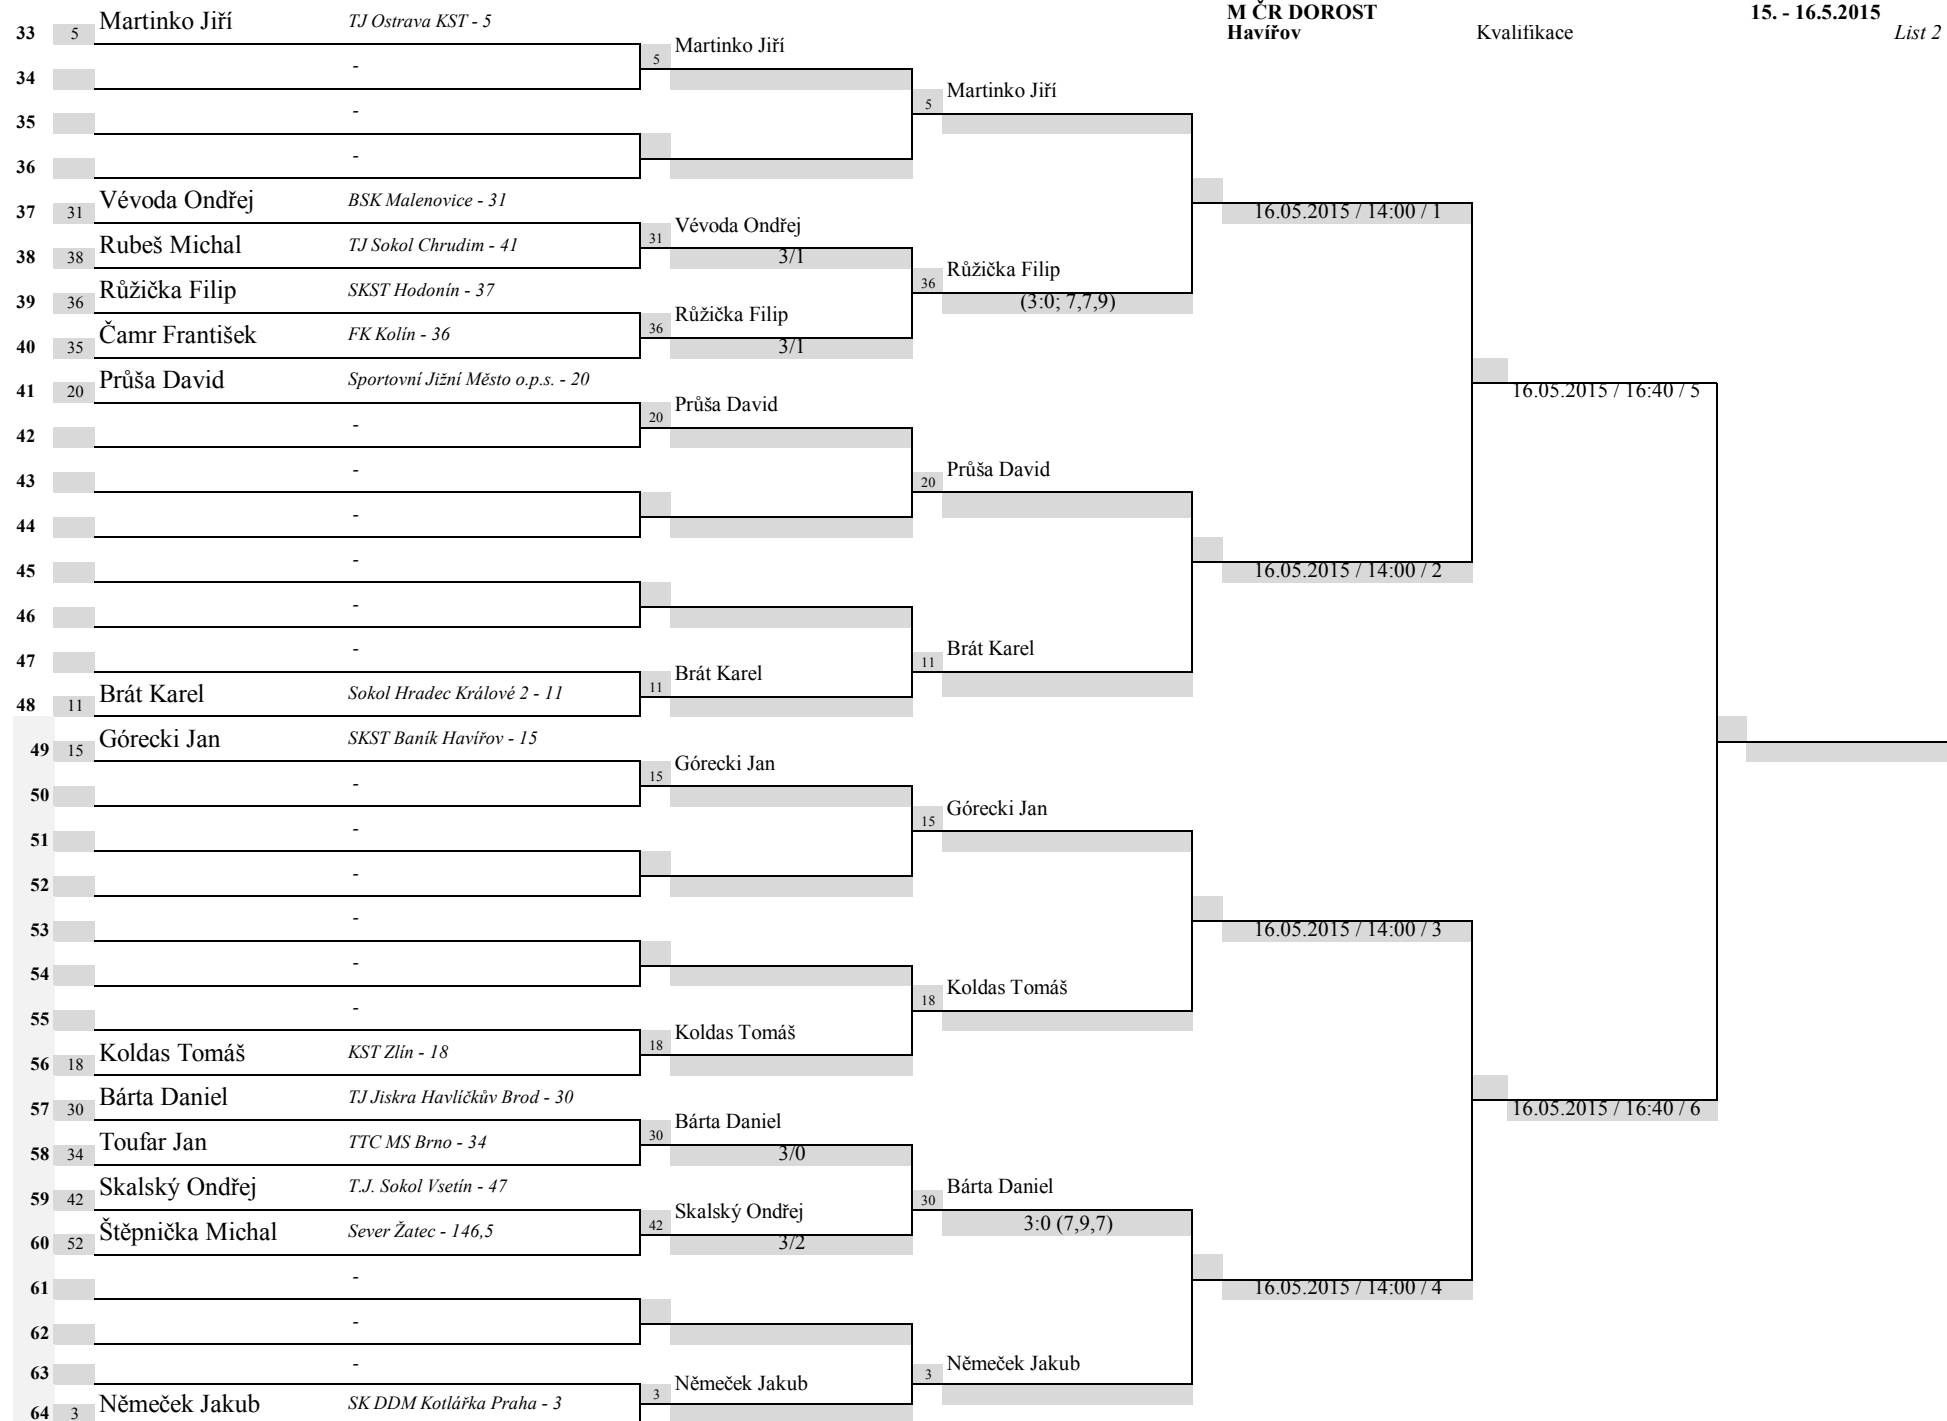 M ČR DOROST 15. - 16.5.2015
Havířov Kvalifikace List 2
33 5 Martinko Jiří TJ Ostrava KST - 5
5 Martinko Jiří
34 -
5 Martinko Jiří
35 -
36 -
16.05.2015 / 14:00 / 1
37 31 Vévoda Ondřej BSK Malenovice - 31
31 Vévoda Ondřej
3/1
38 38 Rubeš Michal TJ Sokol Chrudim - 41
36 Růžička Filip
(3:0; 7,7,9)
39 36 Růžička Filip SKST Hodonín - 37
36 Růžička Filip
3/1
40 35 Čamr František FK Kolín - 36
16.05.2015 / 16:40 / 5
41 20 Průša David Sportovní Jižní Město o.p.s. - 20
20 Průša David
42 -
20 Průša David
43 -
44 -
16.05.2015 / 14:00 / 2
45 -
46 -
11 Brát Karel
47 -
11 Brát Karel
48 11 Brát Karel Sokol Hradec Králové 2 - 11
49 15 Górecki Jan SKST Baník Havířov - 15
15 Górecki Jan
50 -
15 Górecki Jan
51 -
52 -
16.05.2015 / 14:00 / 3
53 -
54 -
18 Koldas Tomáš
55 -
18 Koldas Tomáš
56 18 Koldas Tomáš KST Zlín - 18
16.05.2015 / 16:40 / 6
57 30 Bárta Daniel TJ Jiskra Havlíčkův Brod - 30
30 Bárta Daniel
3/0
58 34 Toufar Jan TTC MS Brno - 34
30 Bárta Daniel
3:0 (7,9,7)
59 42 Skalský Ondřej T.J. Sokol Vsetín - 47
42 Skalský Ondřej
3/2
60 52 Štěpnička Michal Sever Žatec - 146,5
16.05.2015 / 14:00 / 4
61 -
62 -
3 Němeček Jakub
63 -
3 Němeček Jakub
64 3 Němeček Jakub SK DDM Kotlářka Praha - 3